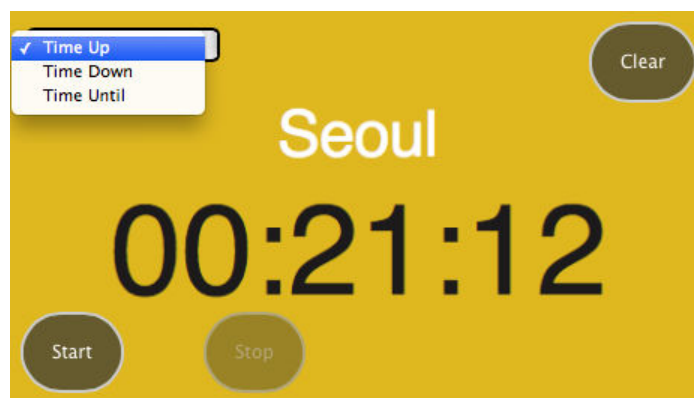 ✓ Time Up
Time Down
Time Until
Clear
Seoul
00:21:12
Start
Stop